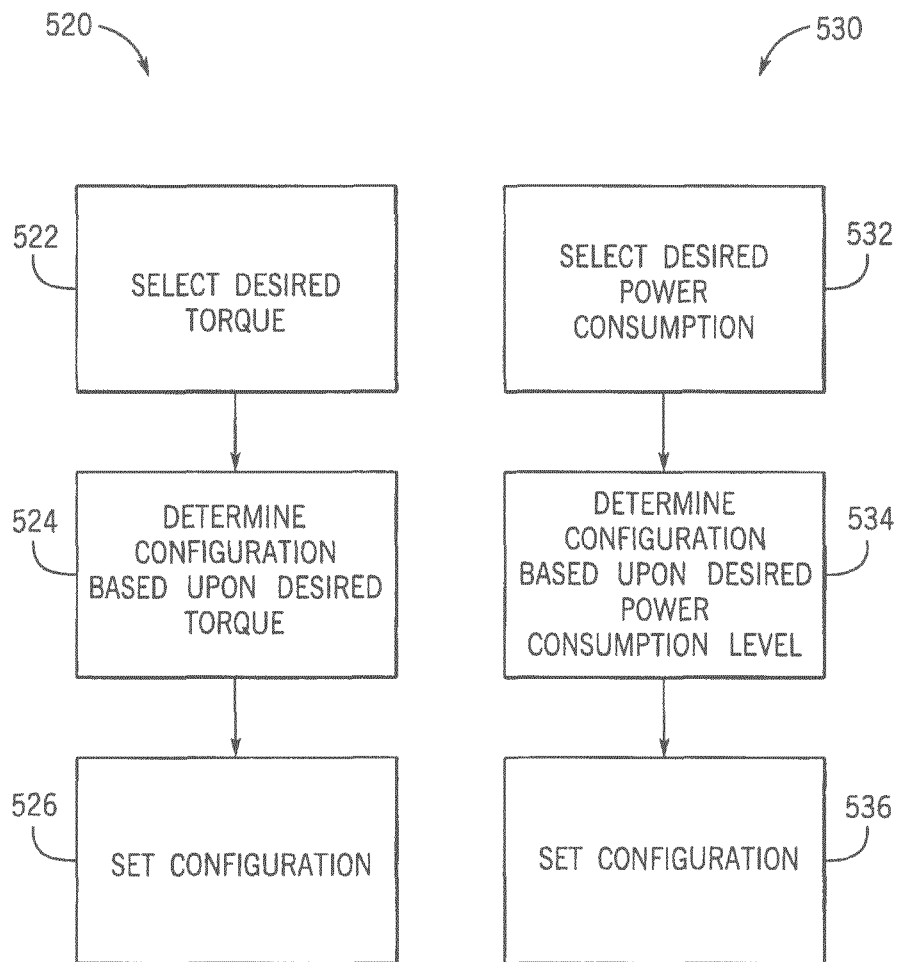 520
530
522
SELECT DESIRED
TORQUE
532
SELECT DESIRED
POWER
CONSUMPTION
524
DETERMINE
CONFIGURATION
BASED UPON DESIRED
TORQUE
534
DETERMINE
CONFIGURATION
BASED UPON DESIRED
POWER
CONSUMPTION LEVEL
526
SET CONFIGURATION
536
SET CONFIGURATION